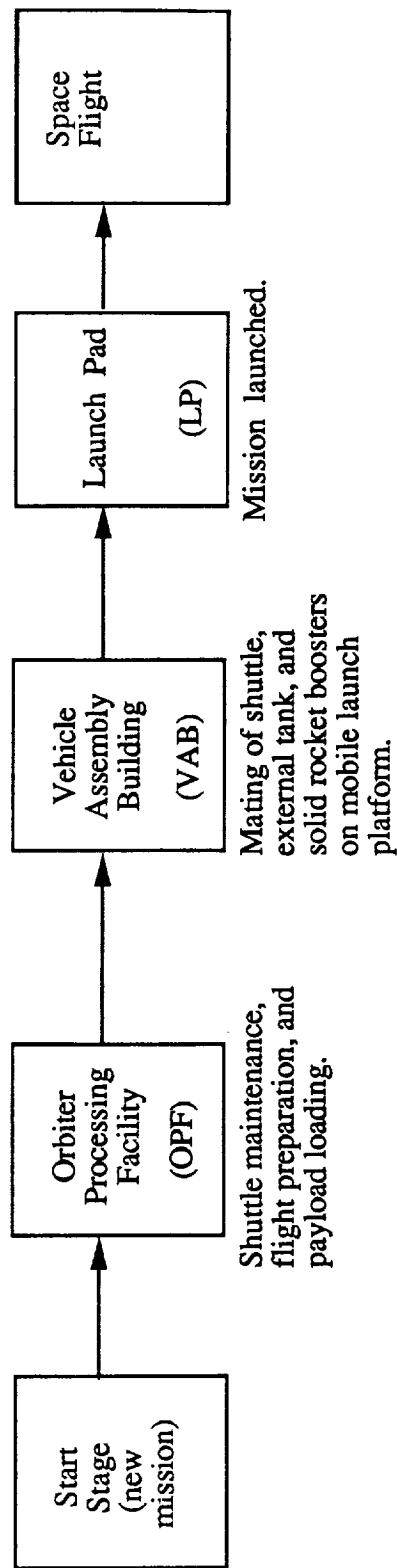 Start
Stage
(new
mission)
Orbiter
Processing
Facility
(OPF)
Shuttle maintenance,
flight preparation, and
payload loading.
Vehicle
Assembly
Building
(VAB)
Mating of shuttle,
external tank, and
solid rocket boosters
on mobile launch
platform.
Launch Pad
(LP)
Mission launched.
Space
Flight